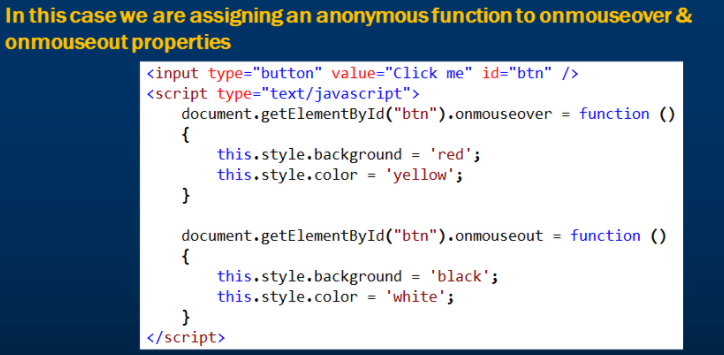 In this case we are assigning an anonymous function to onmouseover &
onmouseout properties
<input type="button" value="Click me" id="btn" />
<script type="text/javascript">
    document.getElementById("btn").onmouseover = function ()
    {
        this.style.background = 'red';
        this.style.color = 'yellow';
    }
    document.getElementById("btn").onmouseout = function ()
    {
        this.style.background = 'black';
        this.style.color = 'white';
    }
</script>